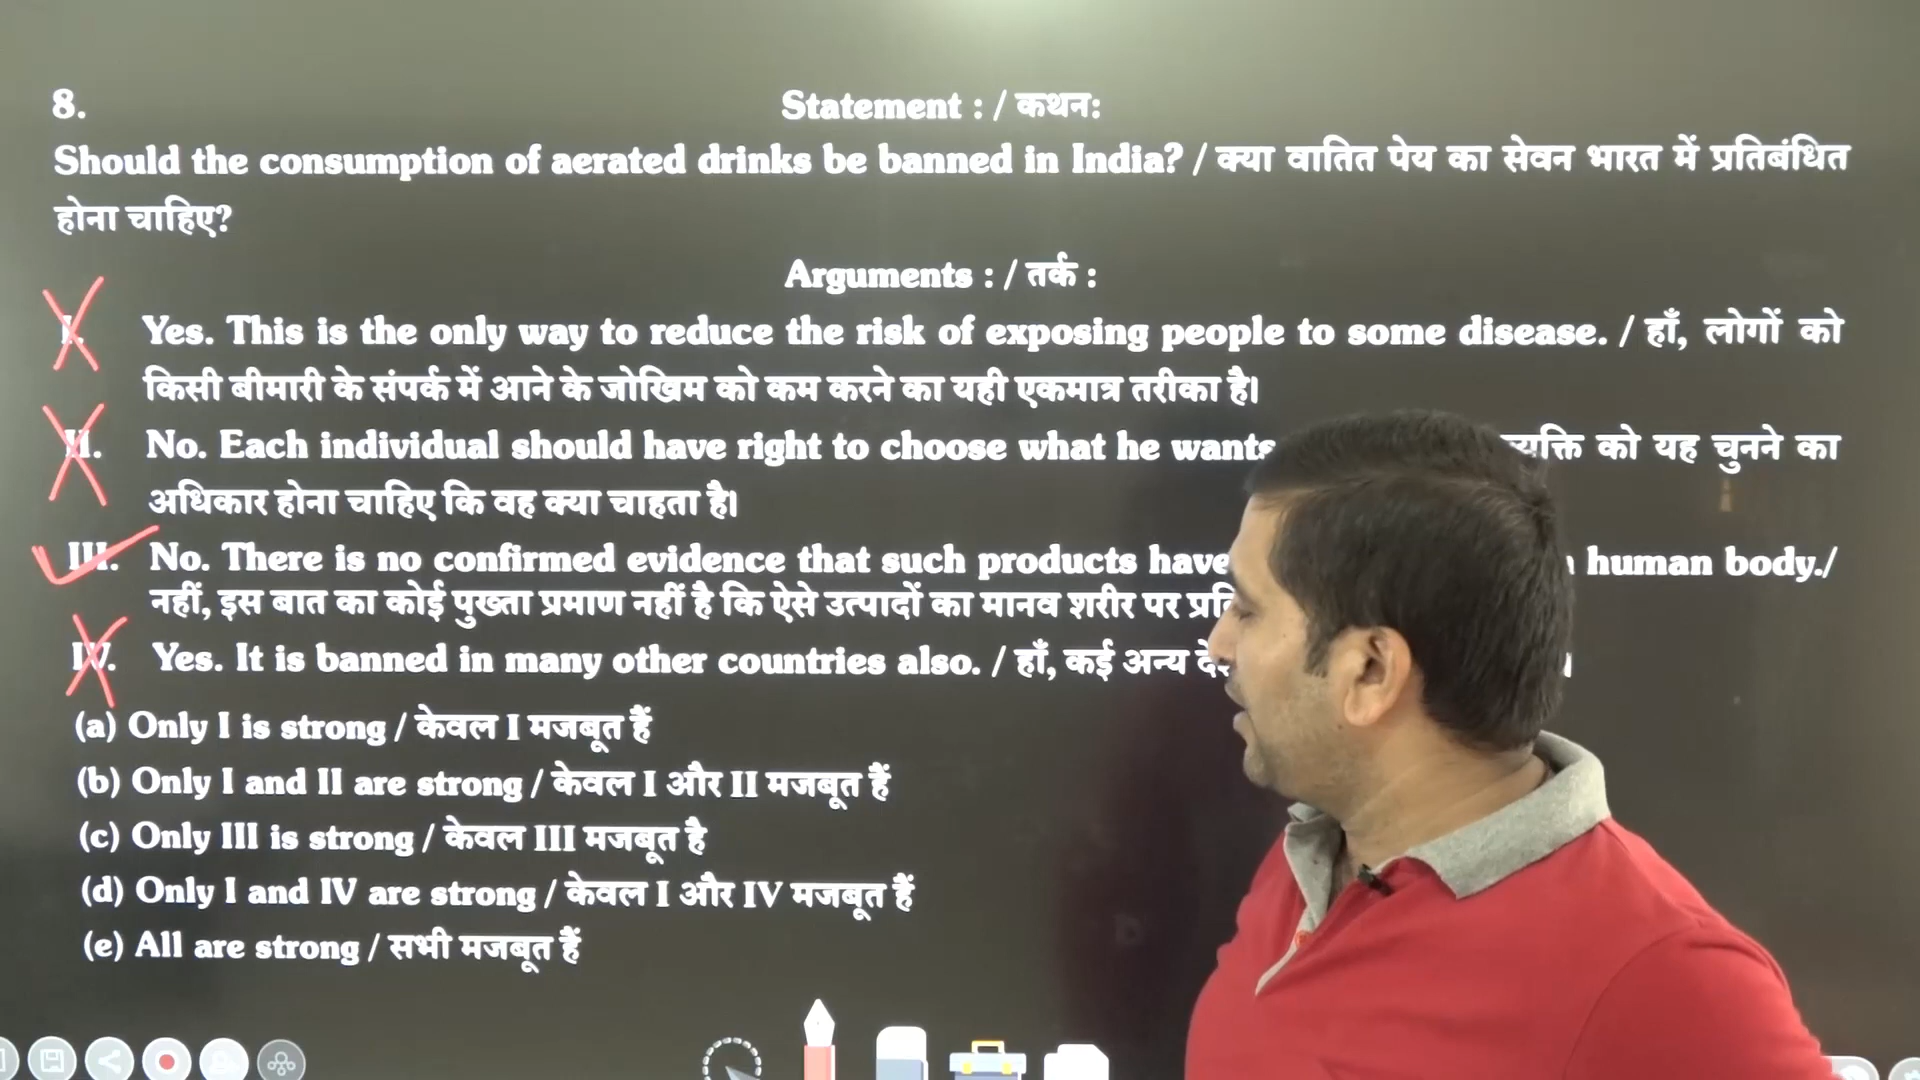 8. Statement : / कथन:
Should the consumption of aerated drinks be banned in India? / क्या वातित पेय का सेवन भारत में प्रतिबंधित
होना चाहिए?
Arguments : / तर्क :
I. Yes. This is the only way to reduce the risk of exposing people to some disease. / हाँ, लोगों को
किसी बीमारी के संपर्क में आने के जोखिम को कम करने का यही एकमात्र तरीका है।
II. No. Each individual should have right to choose what he wants व्यक्ति को यह चुनने का
अधिकार होना चाहिए कि वह क्या चाहता है।
III. No. There is no confirmed evidence that such products have human body./
नहीं, इस बात का कोई पुख्ता प्रमाण नहीं है कि ऐसे उत्पादों का मानव शरीर पर
IV. Yes. It is banned in many other countries also. / हाँ, कई अन्य
(a) Only I is strong / केवल I मजबूत हैं
(b) Only I and II are strong / केवल I और II मजबूत हैं
(c) Only III is strong / केवल III मजबूत है
(d) Only I and IV are strong / केवल I और IV मजबूत हैं
(e) All are strong / सभी मजबूत हैं